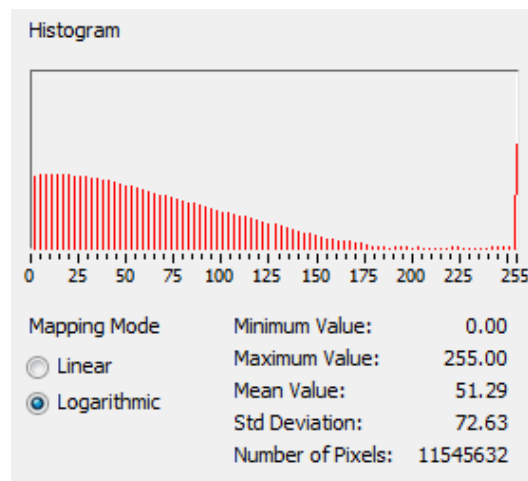 Histogram
0 25 50 75 100 125 150 175 200 225 255
Mapping Mode
Linear
Logarithmic
Minimum Value: 0.00
Maximum Value: 255.00
Mean Value: 51.29
Std Deviation: 72.63
Number of Pixels: 11545632